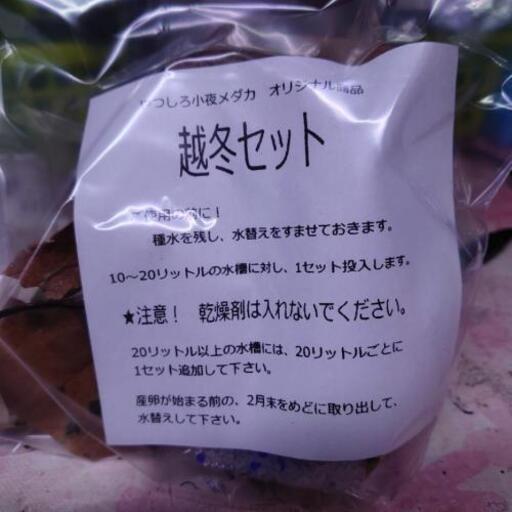 つしろ小夜メダカ オリジナル商品
越冬セット
使用の前に！
種水を残し、水替えをすませておきます。
10～20リットルの水槽に対し、1セット投入します。
★注意！ 乾燥剤は入れないでください。
20リットル以上の水槽には、20リットルごとに
1セット追加して下さい。
産卵が始まる前の、2月末をめどに取り出して、
水替えして下さい。